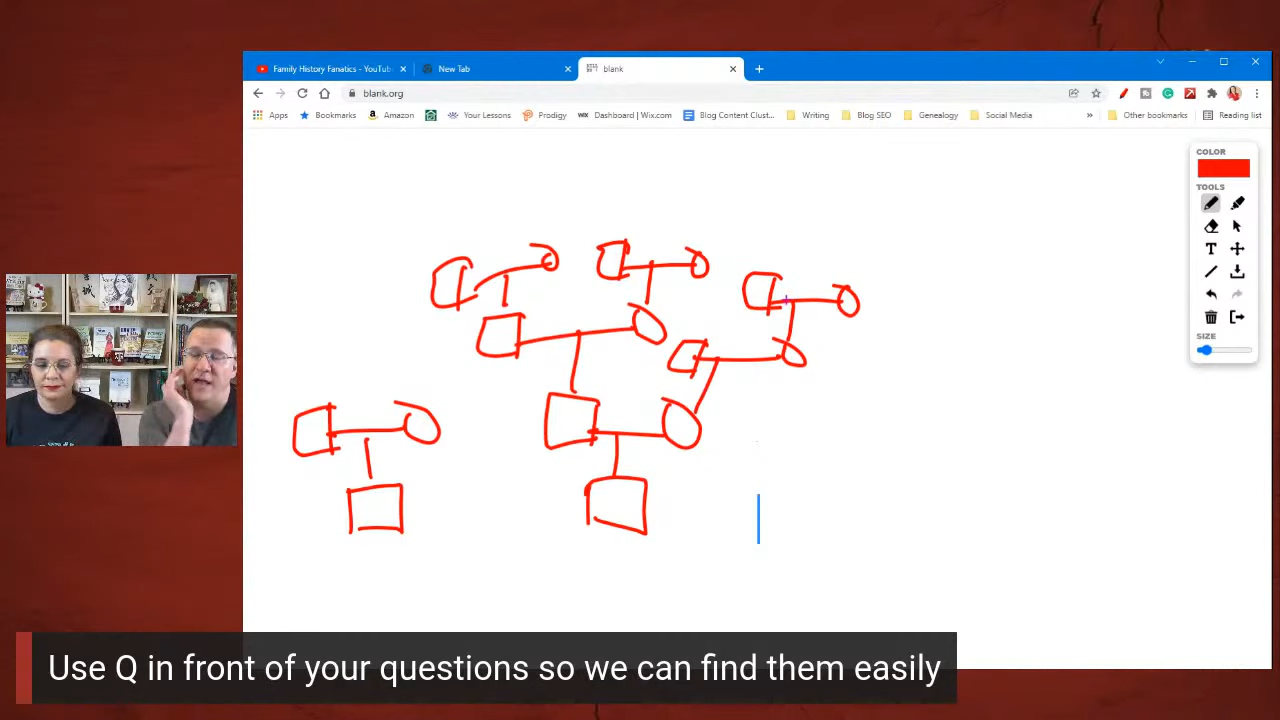 Family History Fanatics - YouTub
New Tab
blank
blank.org
Apps
Bookmarks
Amazon
Your Lessons
Prodigy
Dashboard | Wix.com
Blog Content Clust...
Writing
Blog SEO
Genealogy
Social Media
»
Other bookmarks
Reading list
COLOR
TOOLS
T
SIZE
Use Q in front of your questions so we can find them easily